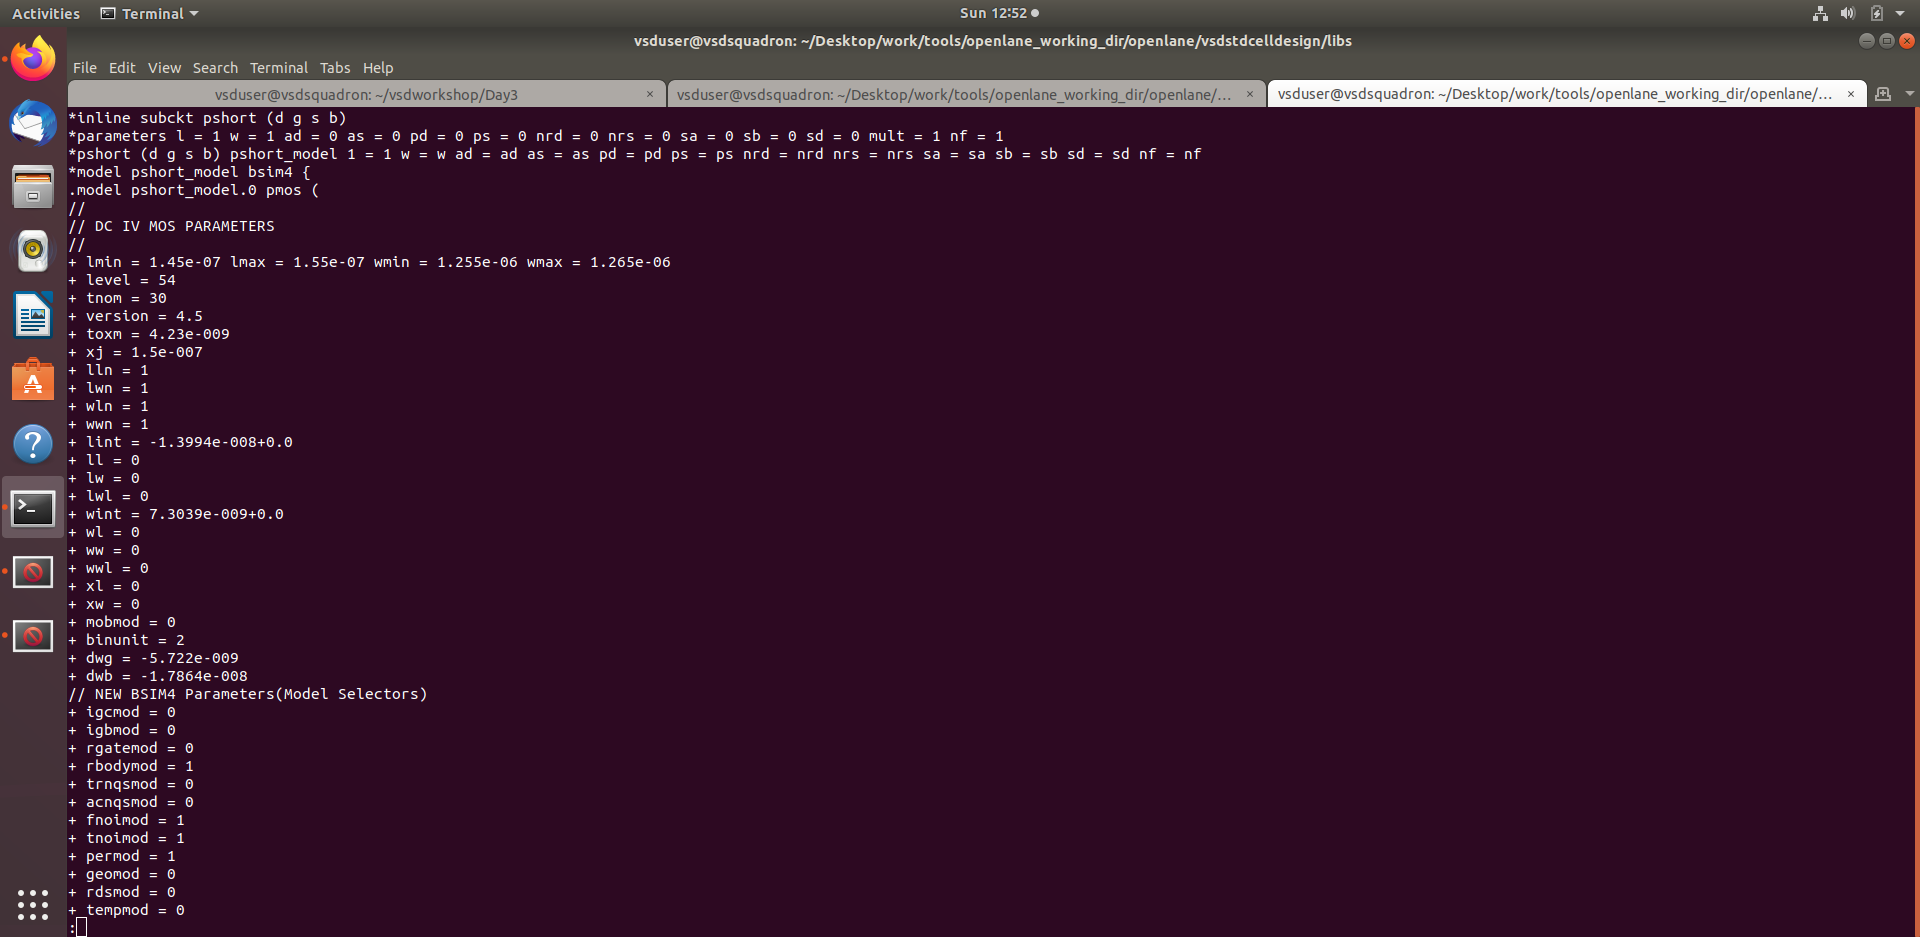 Activities Terminal Sun 12:52
vsduser@vsdsquadron: ~/Desktop/work/tools/openlane_working_dir/openlane/vsdstdcelldesign/libs
File Edit View Search Terminal Tabs Help
vsduser@vsdsquadron: ~/vsdworkshop/Day3 × vsduser@vsdsquadron: ~/Desktop/work/tools/openlane_working_dir/openlane/... × vsduser@vsdsquadron: ~/Desktop/work/tools/openlane_working_dir/openlane/... ×
*inline subckt pshort (d g s b)
*parameters l = 1 w = 1 ad = 0 as = 0 pd = 0 ps = 0 nrd = 0 nrs = 0 sa = 0 sb = 0 sd = 0 mult = 1 nf = 1
*pshort (d g s b) pshort_model 1 = 1 w = w ad = ad as = as pd = pd ps = ps nrd = nrd nrs = nrs sa = sa sb = sb sd = sd nf = nf
*model pshort_model bsim4 {
.model pshort_model.0 pmos (
//
// DC IV MOS PARAMETERS
//
+ lmin = 1.45e-07 lmax = 1.55e-07 wmin = 1.255e-06 wmax = 1.265e-06
+ level = 54
+ tnom = 30
+ version = 4.5
+ toxm = 4.23e-009
+ xj = 1.5e-007
+ lln = 1
+ lwn = 1
+ wln = 1
+ wwn = 1
+ lint = -1.3994e-008+0.0
+ ll = 0
+ lw = 0
+ lwl = 0
+ wint = 7.3039e-009+0.0
+ wl = 0
+ ww = 0
+ wwl = 0
+ xl = 0
+ xw = 0
+ mobmod = 0
+ binunit = 2
+ dwg = -5.722e-009
+ dwb = -1.7864e-008
// NEW BSIM4 Parameters(Model Selectors)
+ igcmod = 0
+ igbmod = 0
+ rgatemod = 0
+ rbodymod = 1
+ trnqsmod = 0
+ acnqsmod = 0
+ fnoimod = 1
+ tnoimod = 1
+ permod = 1
+ geomod = 0
+ rdsmod = 0
+ tempmod = 0
: